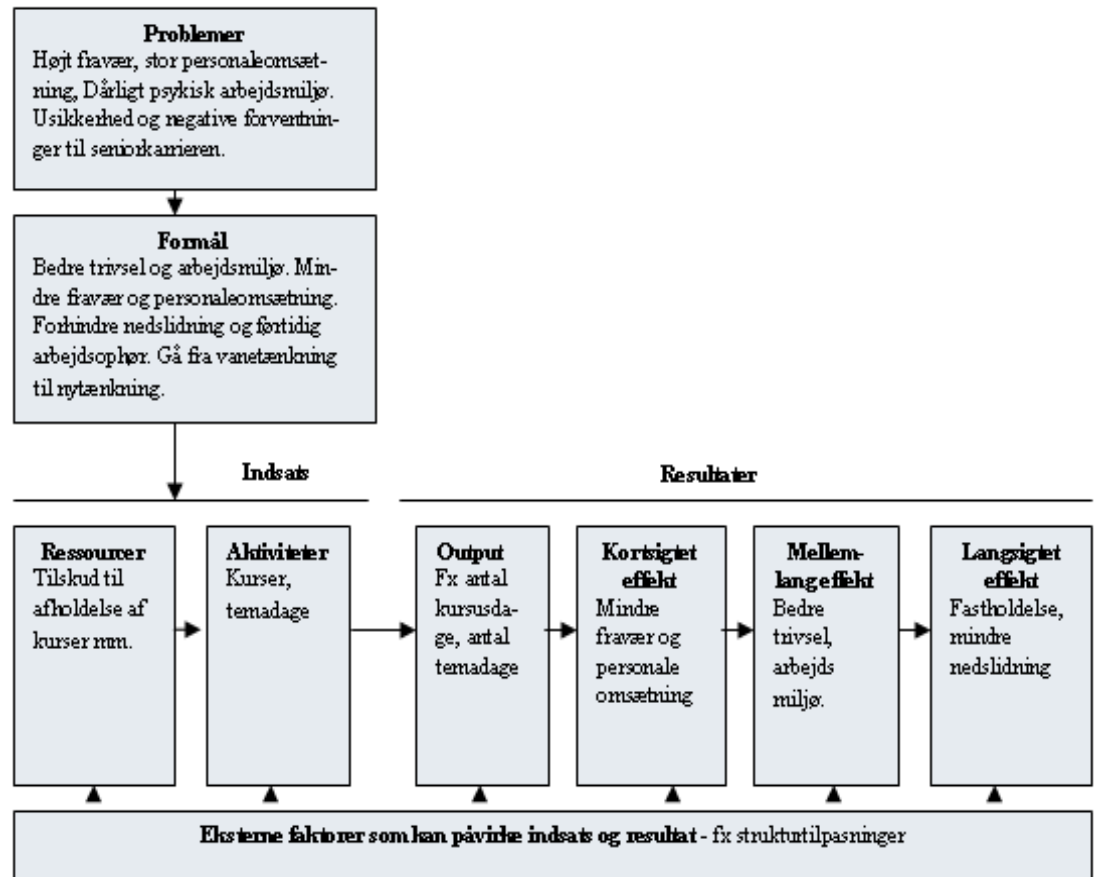 Problemer
Højt fravær, stor personaleomsæt-
ning, Dårligt psykisk arbejdsmiljø.
Usikkerhed og negative forventnin-
ger til seniorkarrieren.
Formål
Bedre trivsel og arbejdsmiljø. Min-
dre fravær og personaleomsætning.
Forhindre nedslidning og førtidig
arbejdsophør. Gå fra vanetænkning
til nytænkning.
Indsats
Resultater
Ressourcer
Tilskud til
afholdelse af
kurser mm.
Aktiviteter
Kurser,
temadage
Output
Fx antal
kursusda-
ge, antal
temadage
Kortsigtet
effekt
Mindre
fravær og
personale
omsætning
Mellem-
lang effekt
Bedre
trivsel,
arbejds
miljø.
Langsigtet
effekt
Fastholdelse,
mindre
nedslidning
Eksterne faktorer som kan påvirke indsats og resultat - fx strukturtilpasninger